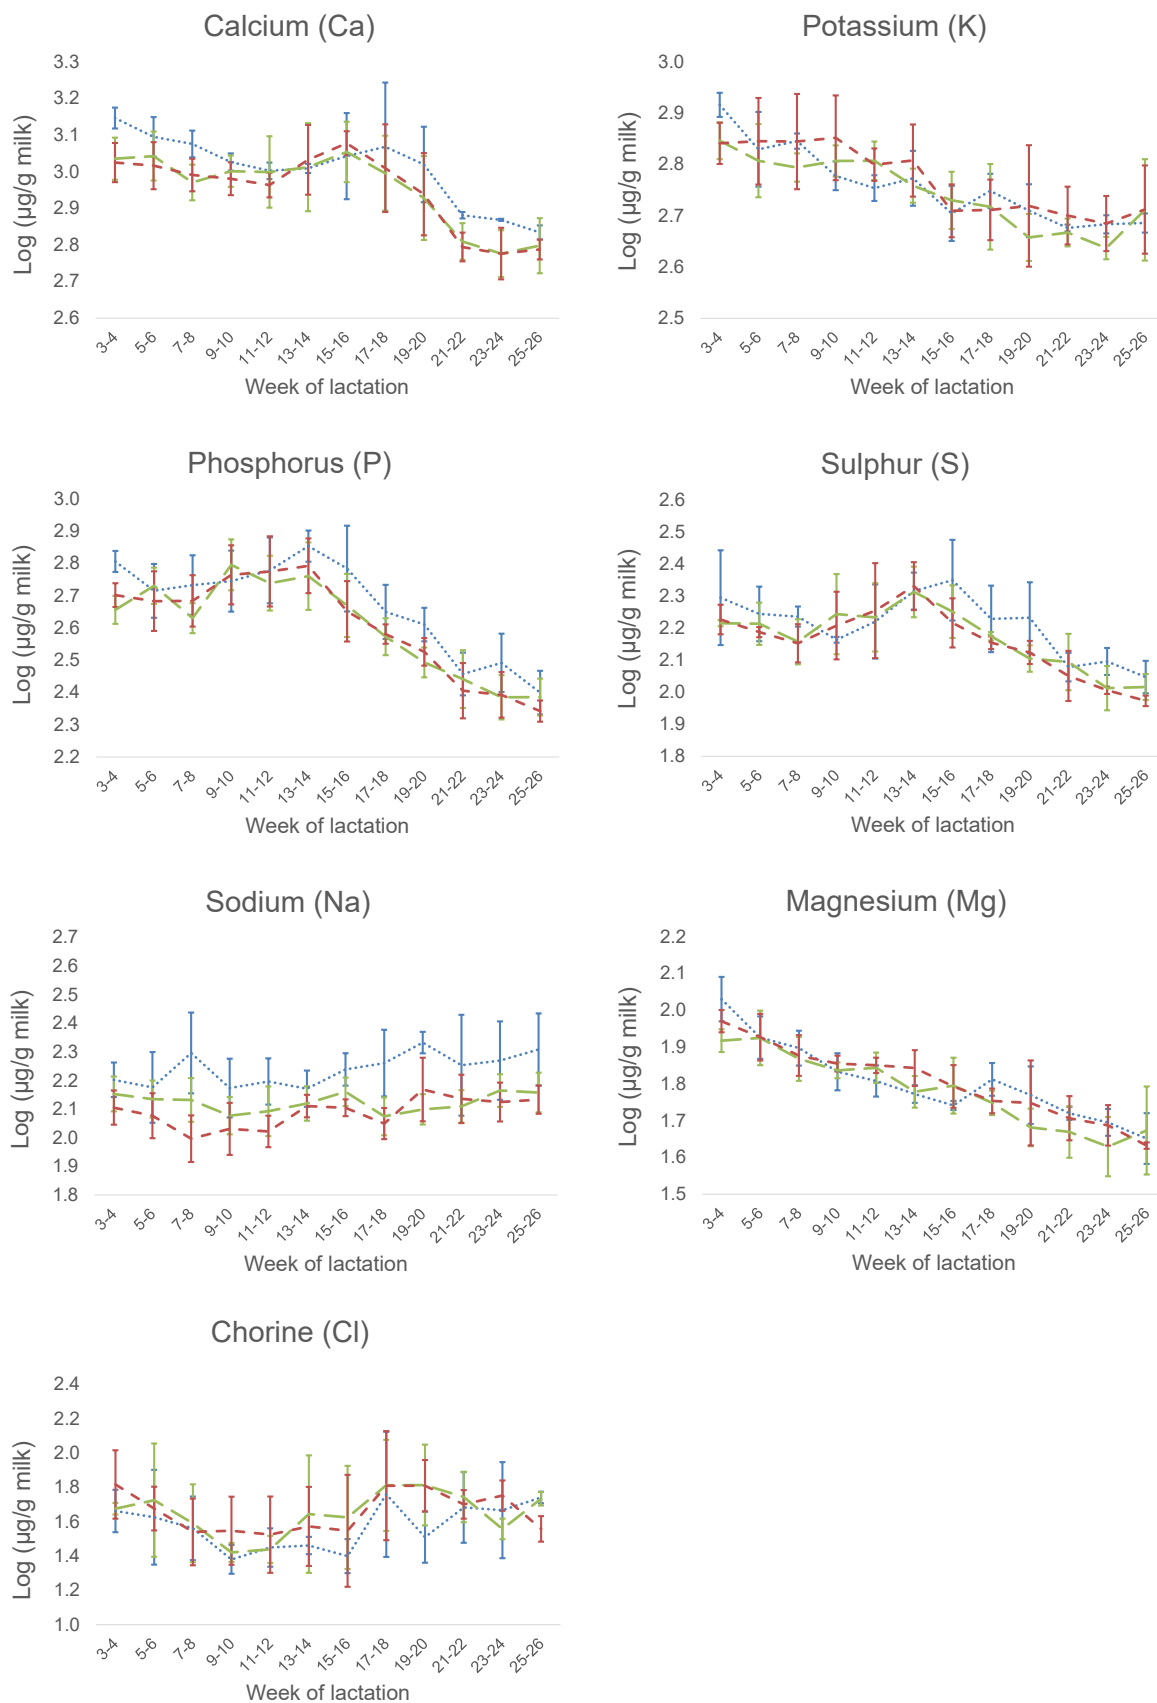 Calcium (Ca)
Log (µg/g milk)
3.3
3.2
3.1
3.0
2.9
2.8
2.7
2.6
3-4 5-6 7-8 9-10 11-12 13-14 15-16 17-18 19-20 21-22 23-24 25-26
Week of lactation
Potassium (K)
Log (µg/g milk)
3.0
2.9
2.8
2.7
2.6
2.5
3-4 5-6 7-8 9-10 11-12 13-14 15-16 17-18 19-20 21-22 23-24 25-26
Week of lactation
Phosphorus (P)
Log (µg/g milk)
3.0
2.9
2.8
2.7
2.6
2.5
2.4
2.3
2.2
3-4 5-6 7-8 9-10 11-12 13-14 15-16 17-18 19-20 21-22 23-24 25-26
Week of lactation
Sulphur (S)
Log (µg/g milk)
2.6
2.5
2.4
2.3
2.2
2.1
2.0
1.9
1.8
3-4 5-6 7-8 9-10 11-12 13-14 15-16 17-18 19-20 21-22 23-24 25-26
Week of lactation
Sodium (Na)
Log (µg/g milk)
2.7
2.6
2.5
2.4
2.3
2.2
2.1
2.0
1.9
1.8
3-4 5-6 7-8 9-10 11-12 13-14 15-16 17-18 19-20 21-22 23-24 25-26
Week of lactation
Magnesium (Mg)
Log (µg/g milk)
2.2
2.1
2.0
1.9
1.8
1.7
1.6
1.5
3-4 5-6 7-8 9-10 11-12 13-14 15-16 17-18 19-20 21-22 23-24 25-26
Week of lactation
Chorine (Cl)
Log (µg/g milk)
2.4
2.2
2.0
1.8
1.6
1.4
1.2
1.0
3-4 5-6 7-8 9-10 11-12 13-14 15-16 17-18 19-20 21-22 23-24 25-26
Week of lactation